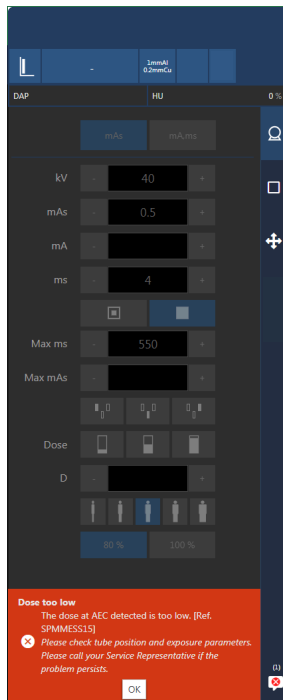 -
1mmAl
0.2mmCu
DAP HU 0 %
mAs mA.ms
kV - 40 +
mAs - 0.5 +
mA - +
ms - 4 +
Max ms - 550 +
Max mAs - +
Dose
D - +
80 % 100 %
Dose too low
The dose at AEC detected is too low. [Ref.
SPMMESS15]
Please check tube position and exposure parameters.
Please call your Service Representative if the
problem persists.
(1)
OK